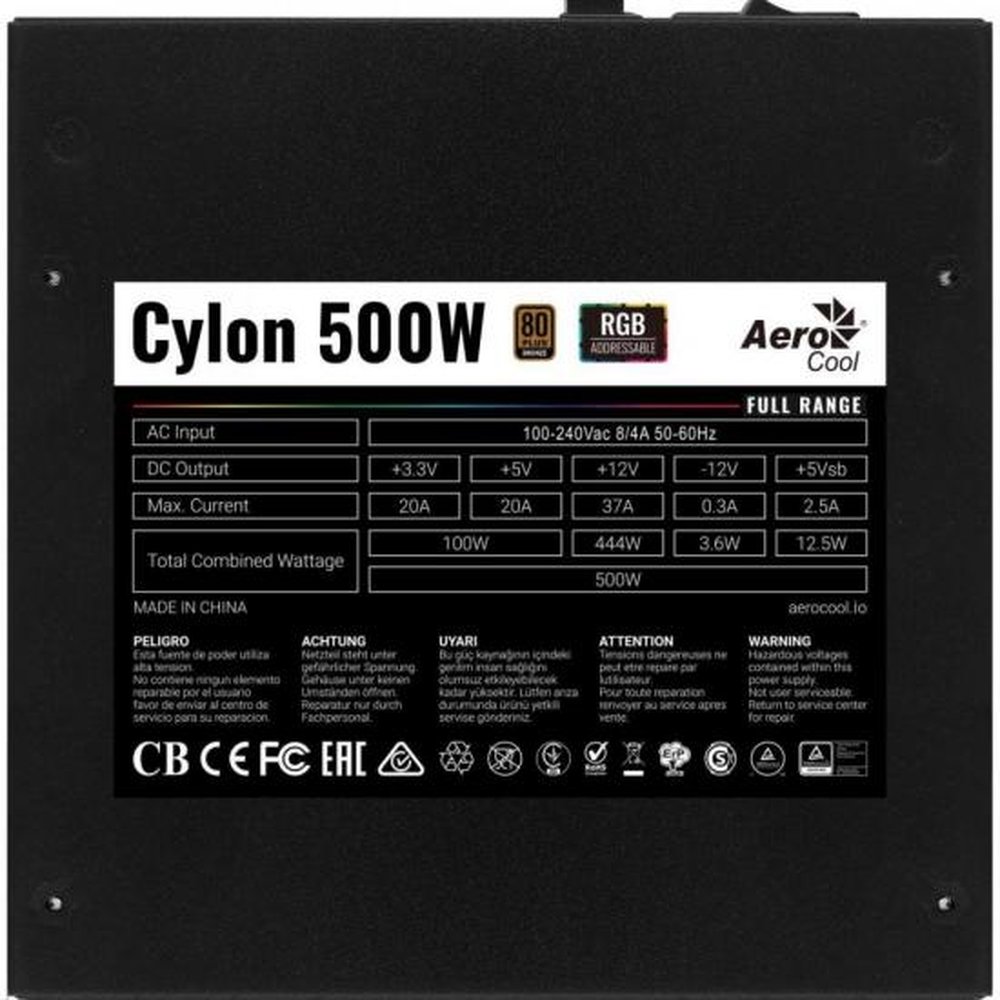 Cylon 500W
80
PLUS
BRONZE
RGB
ADDRESSABLE
Aero
Cool
FULL RANGE
AC Input 100-240Vac 8/4A 50-60Hz
DC Output +3.3V +5V +12V -12V +5Vsb
Max. Current 20A 20A 37A 0.3A 2.5A
Total Combined Wattage 100W 444W 3.6W 12.5W
500W
MADE IN CHINA aerocool.io
PELIGRO
Esta fuente de poder utiliza
alta tension.
No contiene ningun elemento
reparable por el usuario
favor de enviar al centro de
servicio para su reparacion.
ACHTUNG
Netzteil steht unter
gefährlicher Spannung.
Gehäuse unter keinen
Umständen öffnen.
Reparatur nur durch
Fachpersonal.
UYARI
Bu güç kaynağının içindeki
gerilim insan sağlığını
olumsuz etkileyebilecek
kadar yüksektir. Lütfen arıza
durumunda ürünü yetkili
servise gönderiniz.
ATTENTION
Tensions dangereuses ne
peut etre repare par
lutilisateur.
Pour toute reparation
renvoyer au service apres
vente.
WARNING
Hazardous voltages
contained within this
power supply.
Not user serviceable.
Return to service center
for repair.
CB CE FC EAC RoHS ErP S